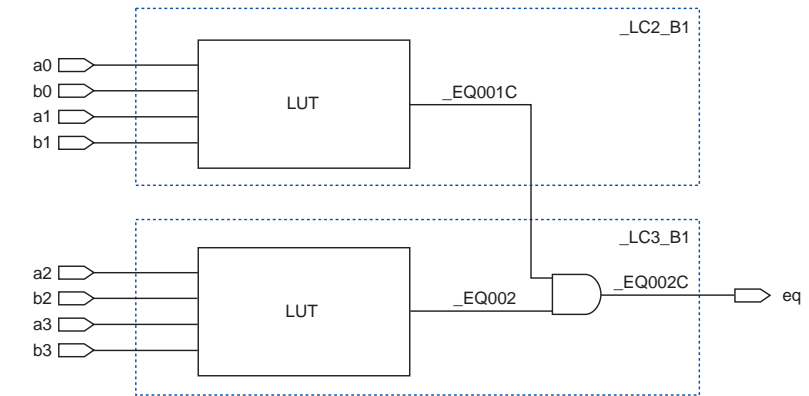 _LC2_B1
a0
b0
a1
b1
LUT
_EQ001C
_LC3_B1
a2
b2
a3
b3
LUT
_EQ002
_EQ002C
eq